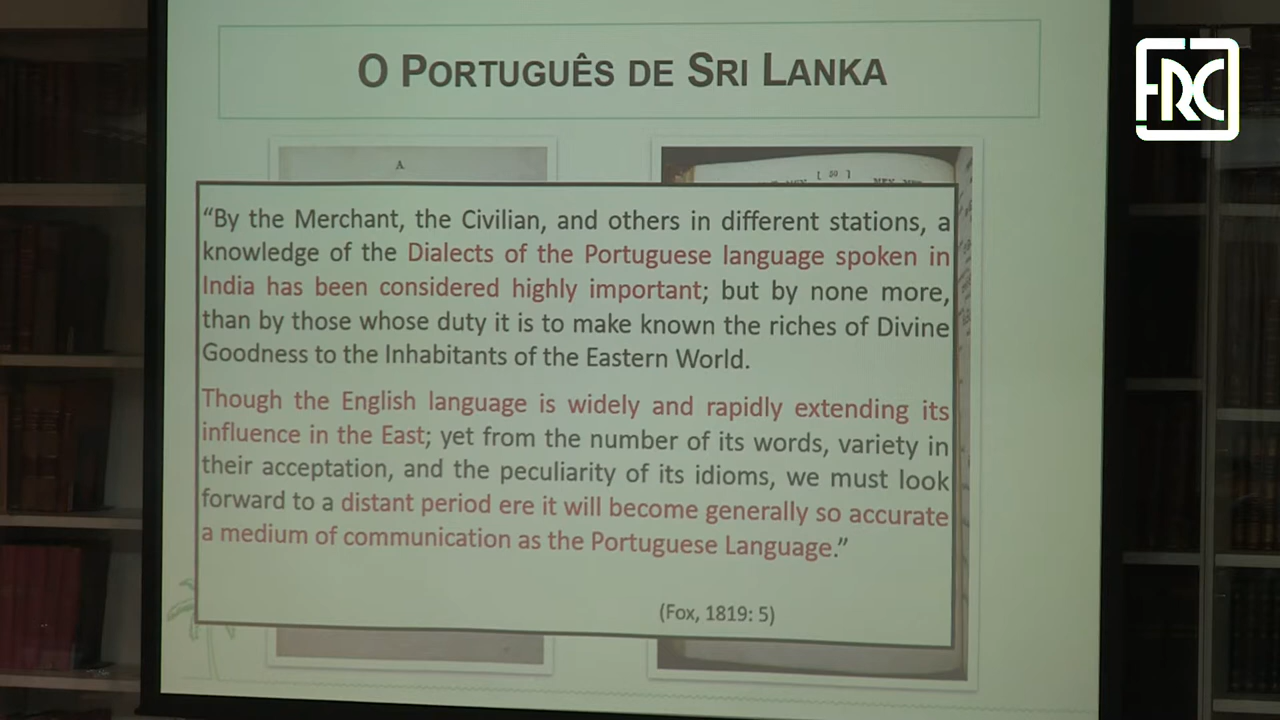 O PORTUGUÊS DE SRI LANKA
FRC
A
[ 59 ]
“By the Merchant, the Civilian, and others in different stations, a
knowledge of the Dialects of the Portuguese language spoken in
India has been considered highly important; but by none more,
than by those whose duty it is to make known the riches of Divine
Goodness to the Inhabitants of the Eastern World.
Though the English language is widely and rapidly extending its
influence in the East; yet from the number of its words, variety in
their acceptation, and the peculiarity of its idioms, we must look
forward to a distant period ere it will become generally so accurate
a medium of communication as the Portuguese Language.”
(Fox, 1819: 5)